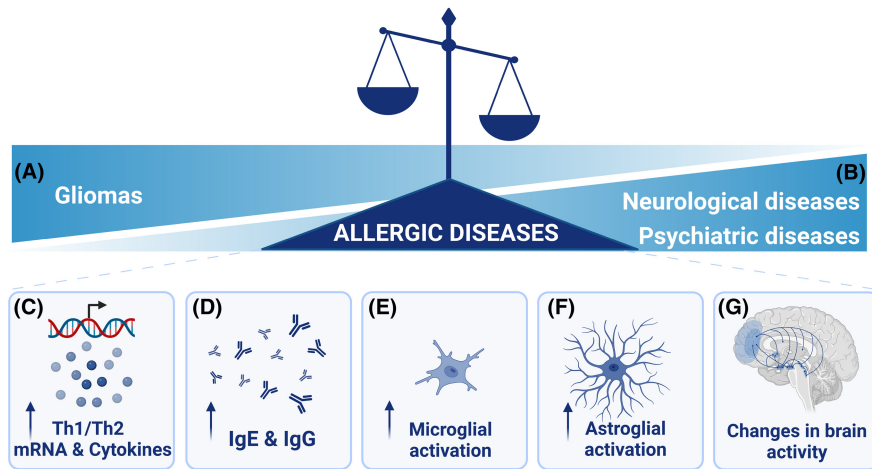 (A)
Gliomas
(B)
Neurological diseases
Psychiatric diseases
ALLERGIC DISEASES
(C)
Th1/Th2
mRNA & Cytokines
(D)
IgE & IgG
(E)
Microglial
activation
(F)
Astroglial
activation
(G)
Changes in brain
activity